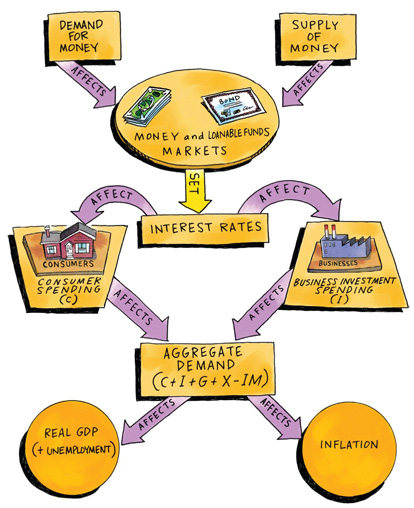 DEMAND
FOR
MONEY
SUPPLY
OF
MONEY
AFFECTS
AFFECTS
BOND
MONEY and LOANABLE FUNDS
MARKETS
SET
AFFECT
AFFECT
INTEREST RATES
CONSUMERS
CONSUMER
SPENDING
(C)
BUSINESSES
BUSINESS INVESTMENT
SPENDING
(I)
AFFECTS
AFFECTS
AGGREGATE
DEMAND
(C+I+G+X-IM)
AFFECTS
AFFECTS
REAL GDP
(+ UNEMPLOYMENT)
INFLATION